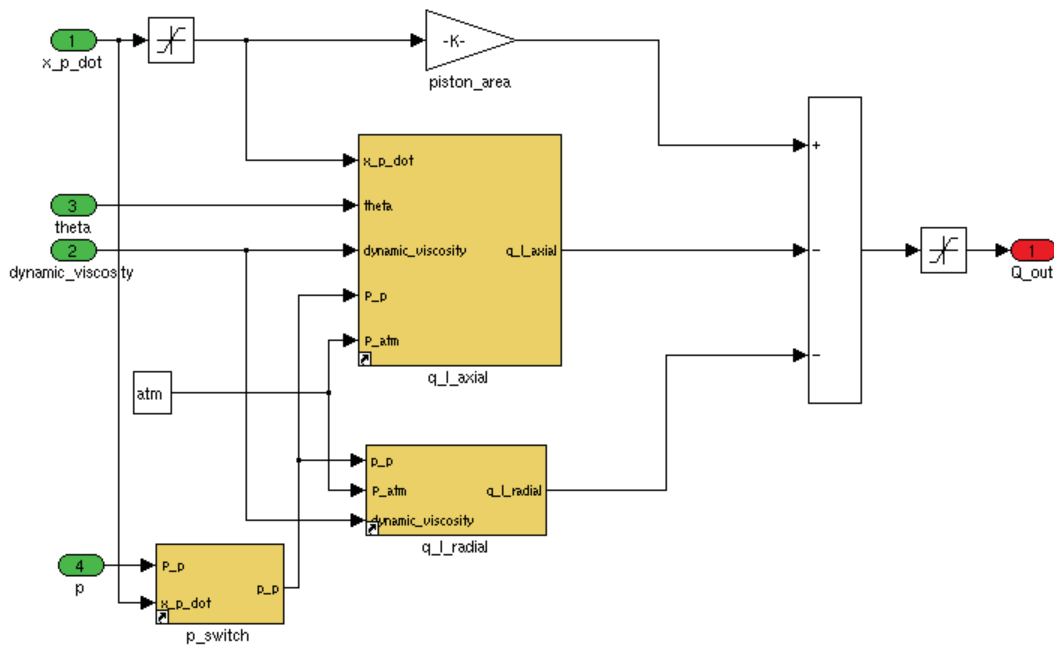 1
x_p_dot
-K-
piston_area
+
x_p_dot
3
theta
theta
2
dynamic_viscosity
dynamic_viscosity
q_l_axial
-
1
Q_out
P_p
P_atm
q_l_axial
-
atm
p_p
P_atm
q_l_radial
dynamic_viscosity
q_l_radial
4
p
P_p
p_p
x_p_dot
p_switch